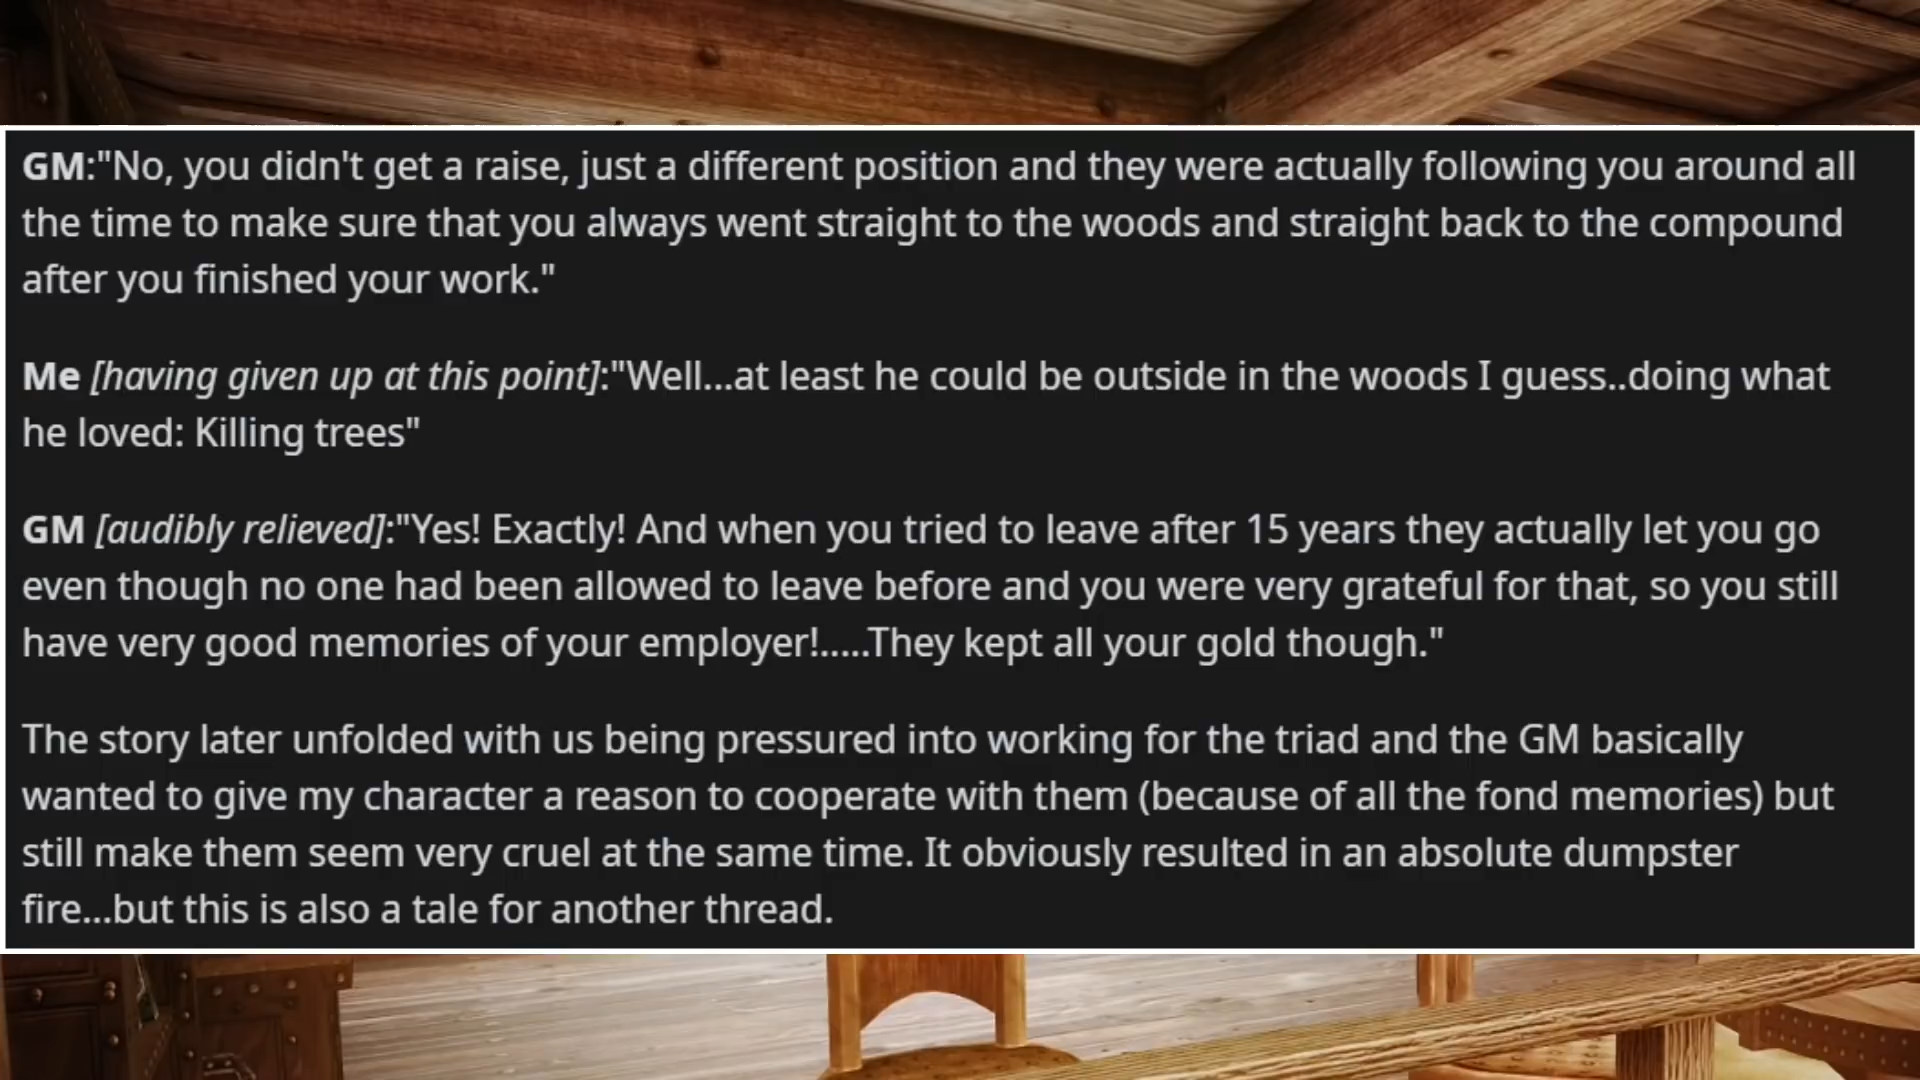 GM:"No, you didn't get a raise, just a different position and they were actually following you around all
the time to make sure that you always went straight to the woods and straight back to the compound
after you finished your work."
Me [having given up at this point]:"Well...at least he could be outside in the woods I guess..doing what
he loved: Killing trees"
GM [audibly relieved]:"Yes! Exactly! And when you tried to leave after 15 years they actually let you go
even though no one had been allowed to leave before and you were very grateful for that, so you still
have very good memories of your employer!.....They kept all your gold though."
The story later unfolded with us being pressured into working for the triad and the GM basically
wanted to give my character a reason to cooperate with them (because of all the fond memories) but
still make them seem very cruel at the same time. It obviously resulted in an absolute dumpster
fire...but this is also a tale for another thread.